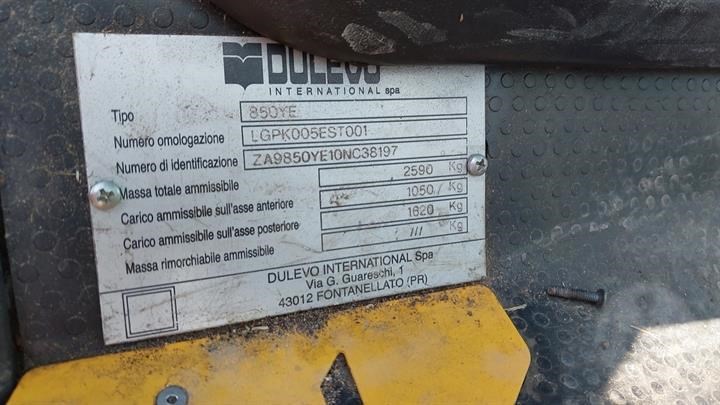 DULEVO
INTERNATIONAL spa
Tipo 850YE
Numero omologazione LGPK005EST001
Numero di identificazione ZA9850YE10NC38197
Massa totale ammissibile 2590 Kg
Carico ammissibile sull'asse anteriore 1050 Kg
Carico ammissibile sull'asse posteriore 1620 Kg
Massa rimorchiabile ammissibile /// Kg
DULEVO INTERNATIONAL Spa
Via G. Guareschi, 1
43012 FONTANELLATO (PR)